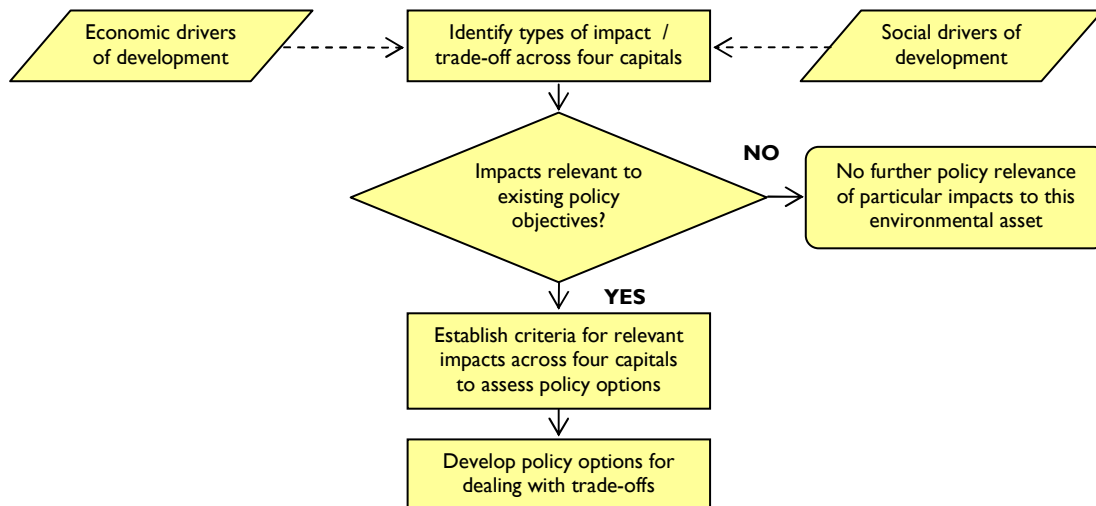 Economic drivers
of development
Identify types of impact /
trade-off across four capitals
Social drivers of
development
Impacts relevant to
existing policy
objectives?
NO
No further policy relevance
of particular impacts to this
environmental asset
YES
Establish criteria for relevant
impacts across four capitals
to assess policy options
Develop policy options for
dealing with trade-offs